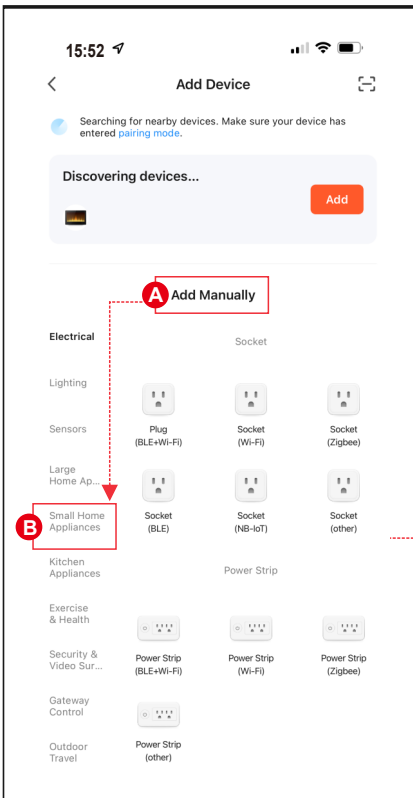 15:52
Add Device
Searching for nearby devices. Make sure your device has
entered pairing mode.
Discovering devices...
Add
A
Add Manually
Electrical
Socket
Lighting
Sensors
Plug
(BLE+Wi-Fi)
Socket
(Wi-Fi)
Socket
(Zigbee)
Large
Home Ap...
B
Small Home
Appliances
Socket
(BLE)
Socket
(NB-IoT)
Socket
(other)
Kitchen
Appliances
Power Strip
Exercise
& Health
Security &
Video Sur...
Power Strip
(BLE+Wi-Fi)
Power Strip
(Wi-Fi)
Power Strip
(Zigbee)
Gateway
Control
Outdoor
Travel
Power Strip
(other)